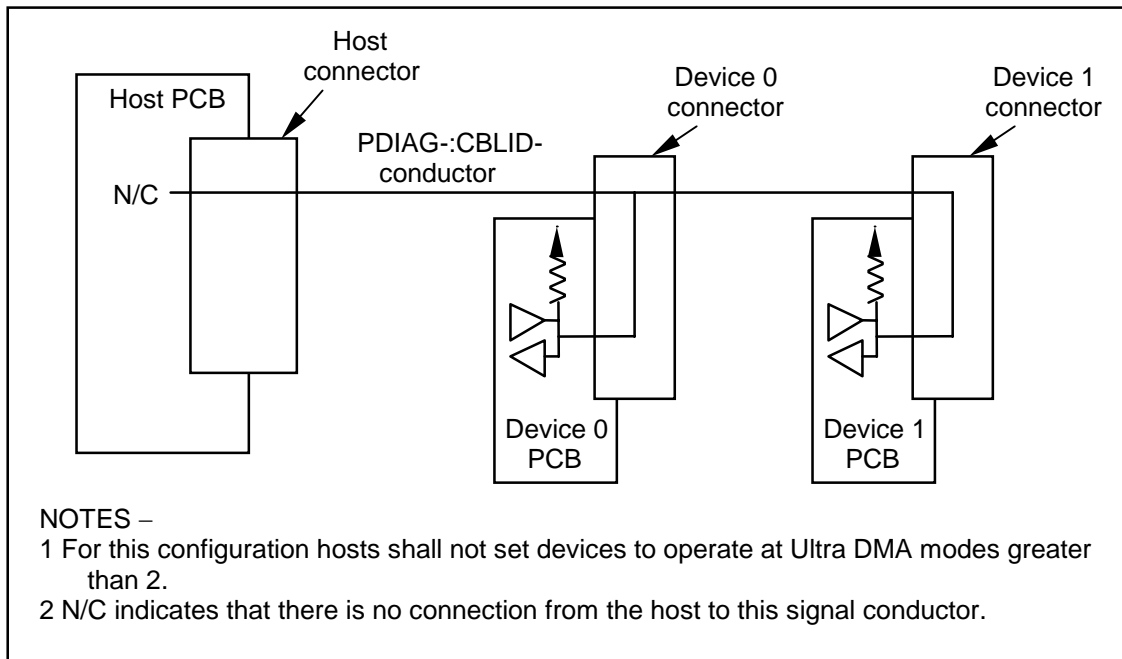 Host
connector
Host PCB
Device 0
connector
Device 1
connector
PDIAG-:CBLID-
conductor
N/C
Device 0
PCB
Device 1
PCB
NOTES –
1 For this configuration hosts shall not set devices to operate at Ultra DMA modes greater
than 2.
2 N/C indicates that there is no connection from the host to this signal conductor.